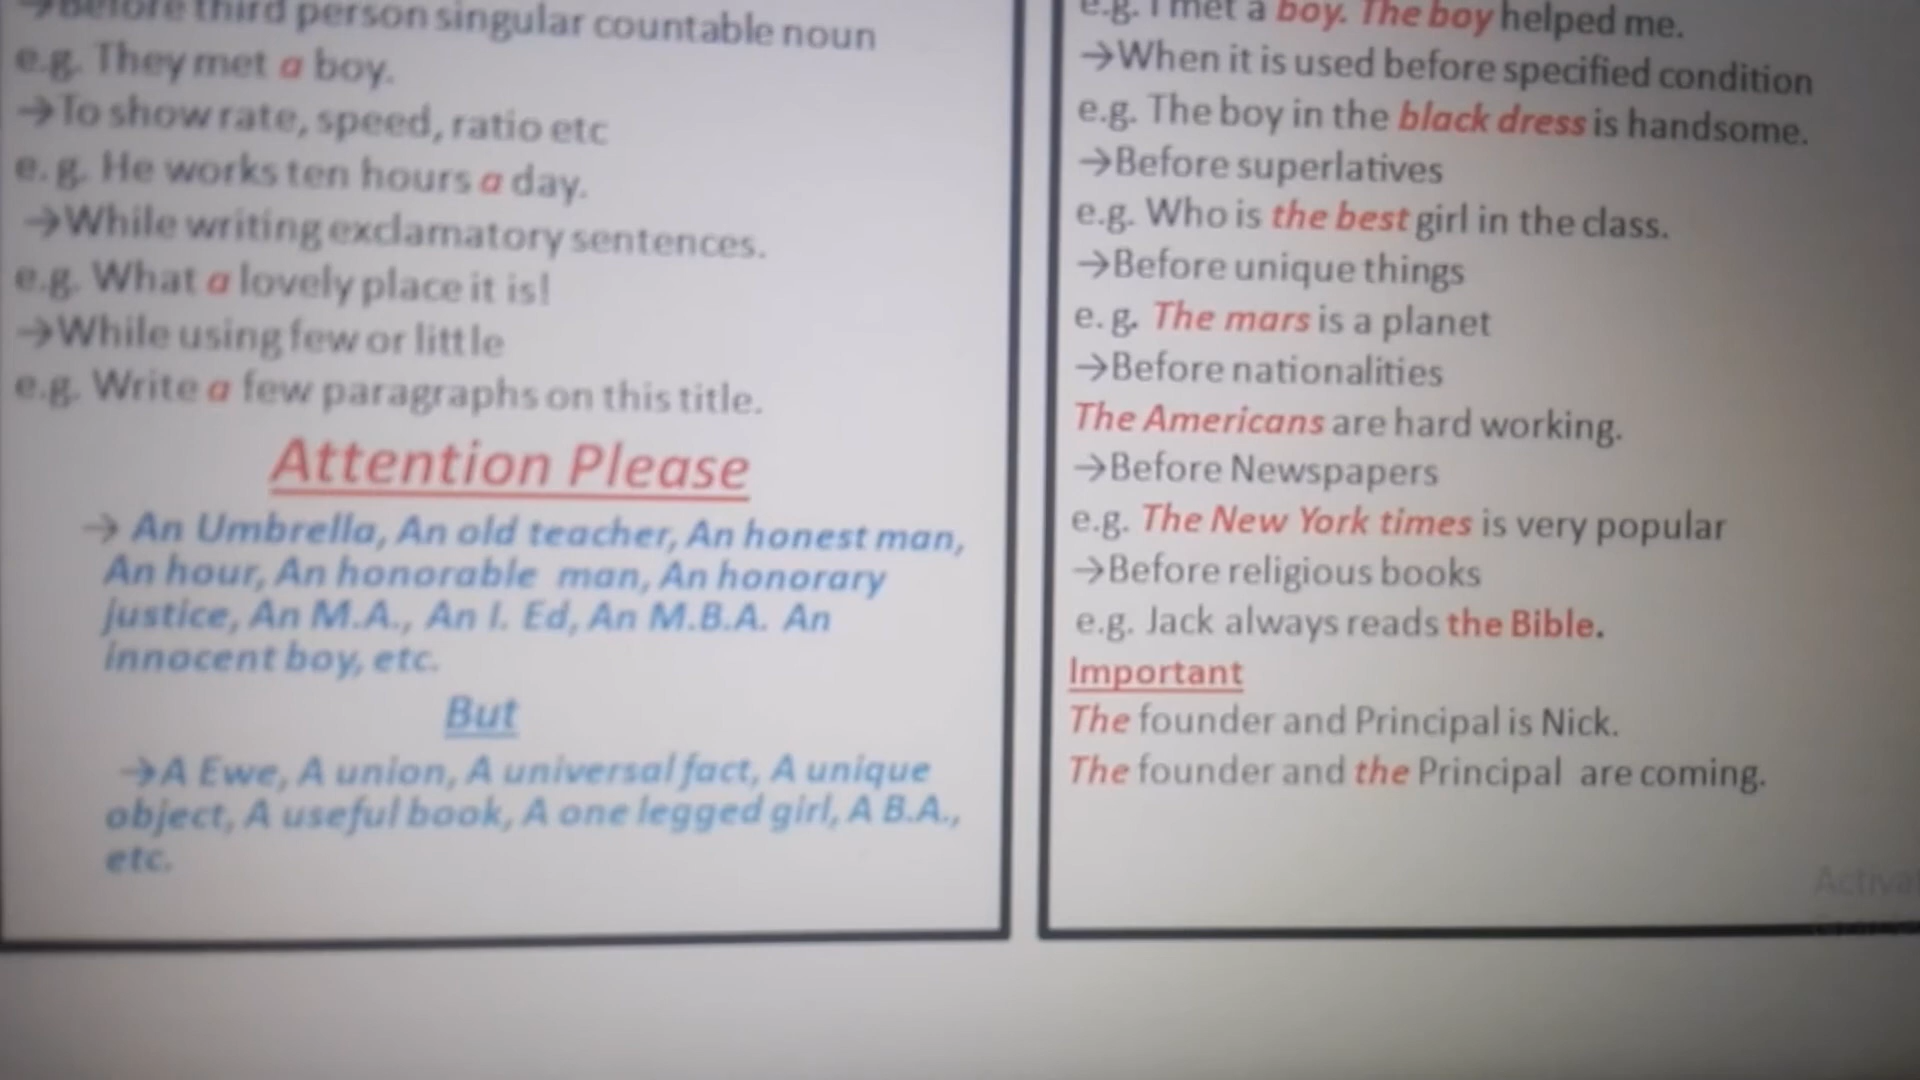 →Before third person singular countable noun
e.g. They met a boy.
→To show rate, speed, ratio etc
e. g. He works ten hours a day.
→While writing exclamatory sentences.
e.g. What a lovely place it is!
→While using few or little
e.g. Write a few paragraphs on this title.
Attention Please
→ An Umbrella, An old teacher, An honest man,
An hour, An honorable man, An honorary
justice, An M.A., An I. Ed, An M.B.A. An
innocent boy, etc.
But
→A Ewe, A union, A universal fact, A unique
object, A useful book, A one legged girl, A B.A.,
etc.
e.g. I met a boy. The boy helped me.
→When it is used before specified condition
e.g. The boy in the black dress is handsome.
→Before superlatives
e.g. Who is the best girl in the class.
→Before unique things
e. g. The mars is a planet
→Before nationalities
The Americans are hard working.
→Before Newspapers
e.g. The New York times is very popular
→Before religious books
e.g. Jack always reads the Bible.
Important
The founder and Principal is Nick.
The founder and the Principal are coming.